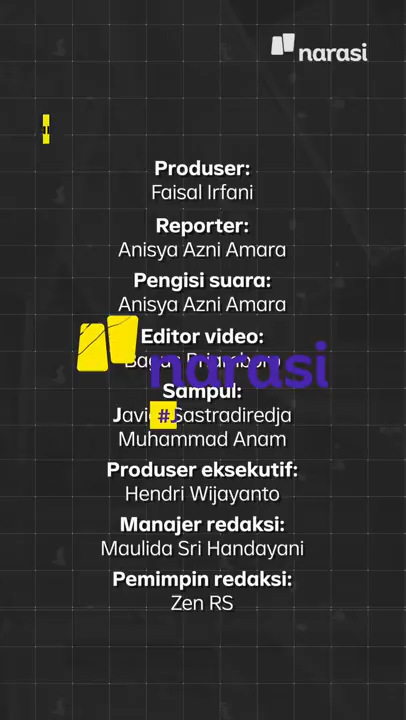 narasi
Produser:
Faisal Irfani
Reporter:
Anisya Azni Amara
Pengisi suara:
Anisya Azni Amara
Editor video:
narasi
Sampul:
#
Sastradiredja
Muhammad Anam
Produser eksekutif:
Hendri Wijayanto
Manajer redaksi:
Maulida Sri Handayani
Pemimpin redaksi:
Zen RS